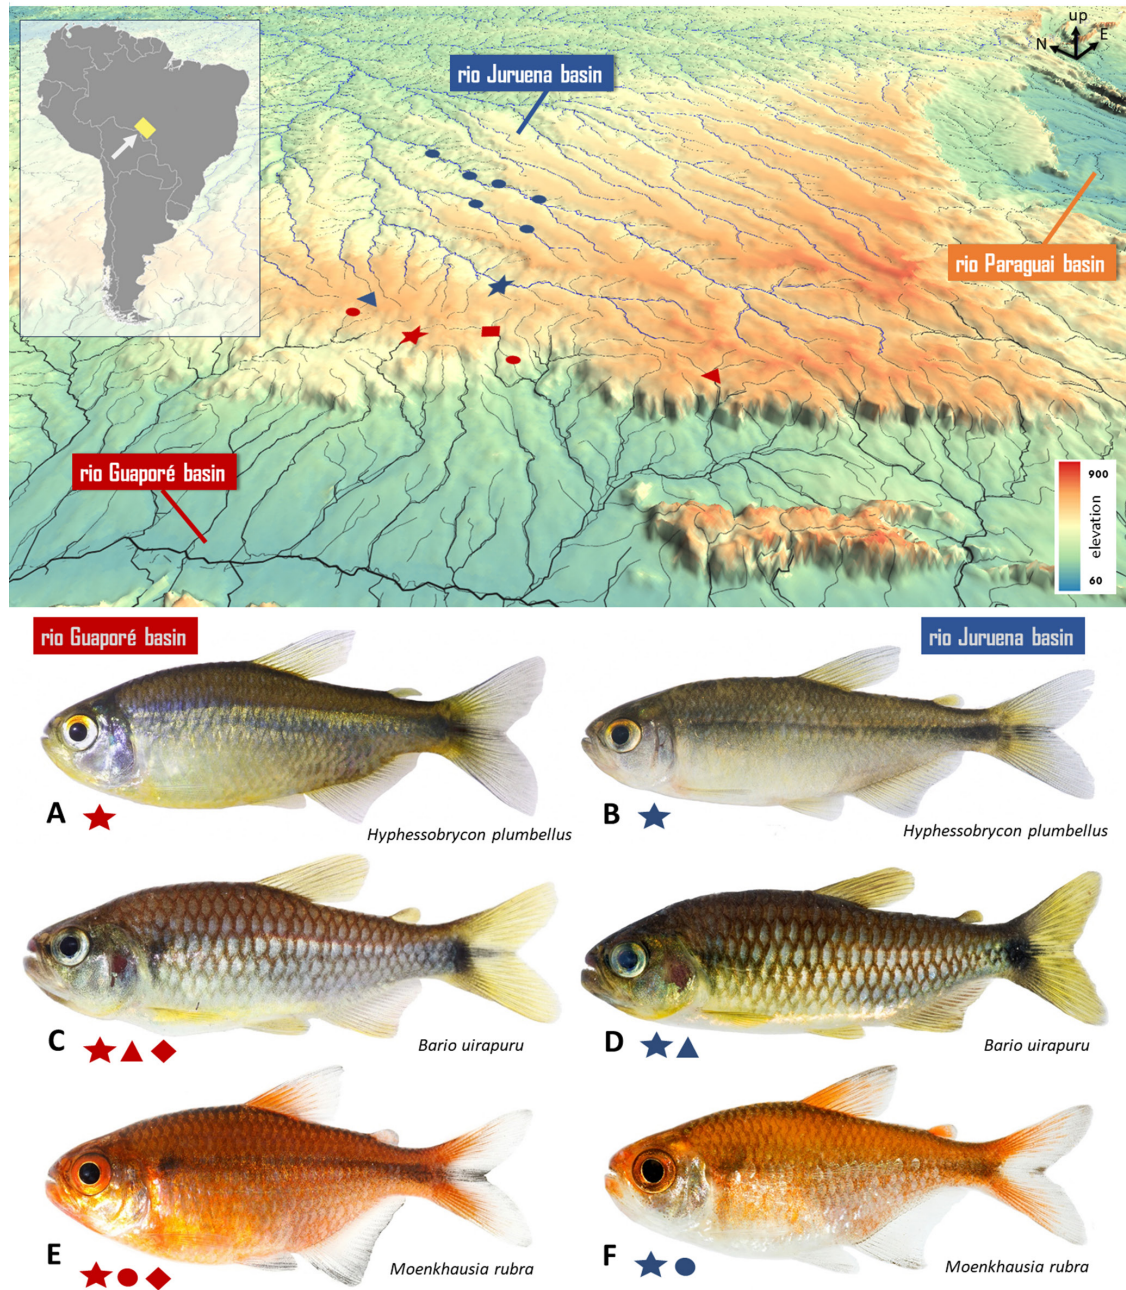 up
N
E
rio Juruena basin
rio Paraguai basin
rio Guaporé basin
900
elevation
60
rio Guaporé basin
rio Juruena basin
A
Hyphessobrycon plumbellus
B
Hyphessobrycon plumbellus
C
Bario uirapuru
D
Bario uirapuru
E
Moenkhausia rubra
F
Moenkhausia rubra